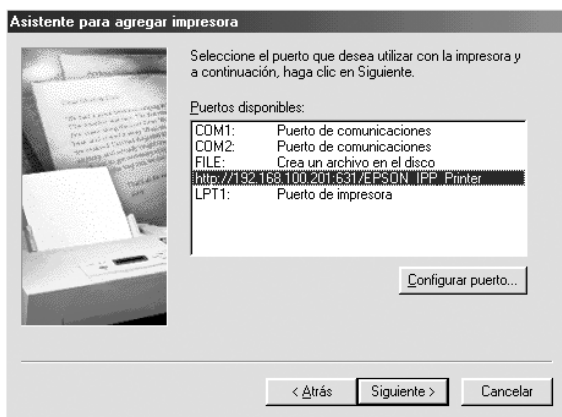 Asistente para agregar impresora
Seleccione el puerto que desea utilizar con la impresora y
a continuación, haga clic en Siguiente.
Puertos disponibles:
COM1: Puerto de comunicaciones
COM2: Puerto de comunicaciones
FILE: Crea un archivo en el disco
http://192.168.100.201:631/EPSON_IPP_Printer
LPT1: Puerto de impresora
Configurar puerto...
< Atrás Siguiente > Cancelar